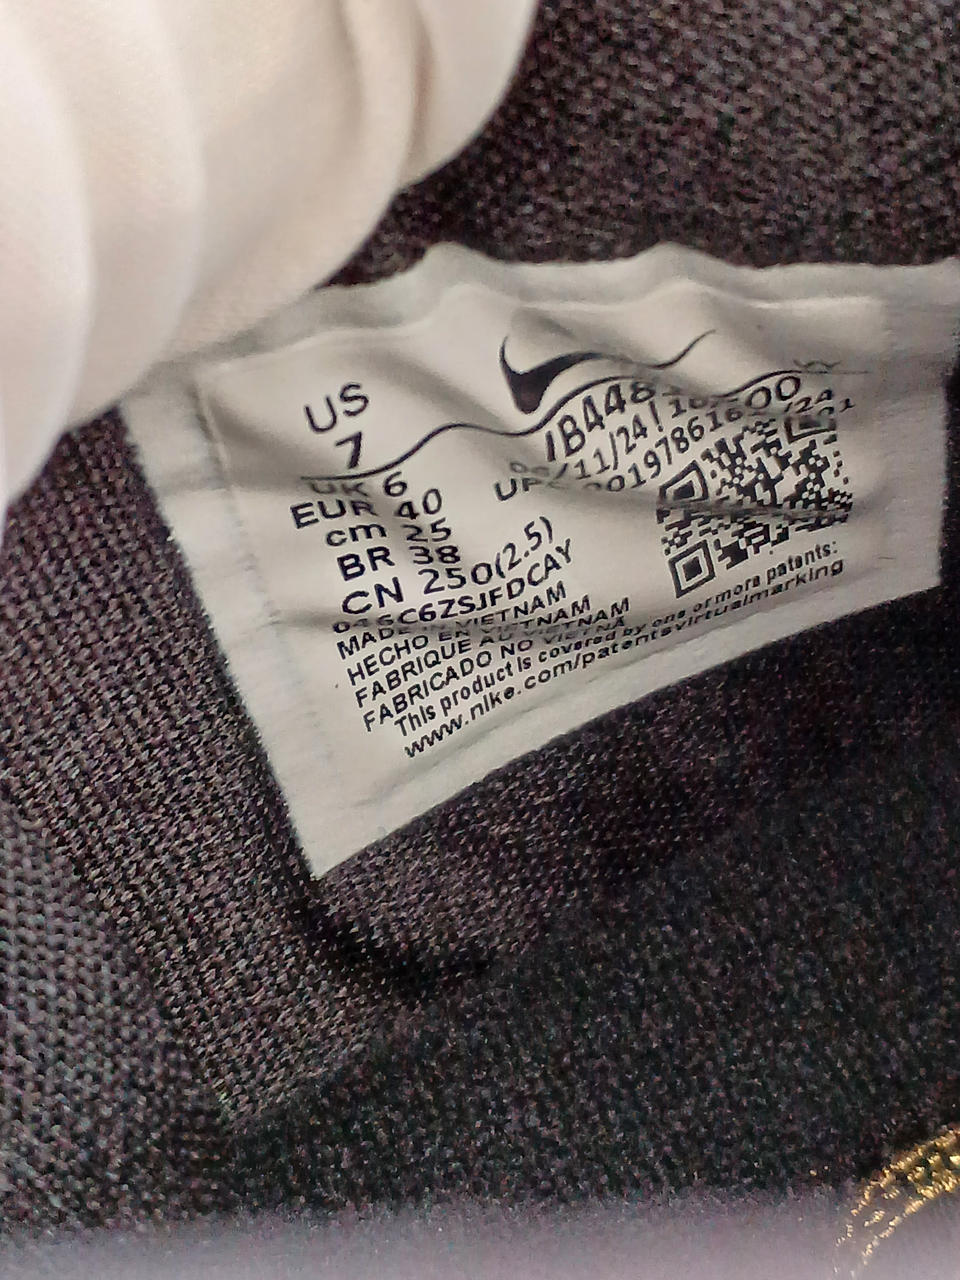 US
7
UK 6
EUR 40
cm 25
BR 38
CN 250(2.5)
C6ZSJFDCAY
MADE VIETNAM
HECHO EN VIETNAM
FABRIQUE AU VIETNAM
FABRICADO NO VIETNÃ
This product is covered by one or more patents:
www.nike.com/patentsvirtualmarking